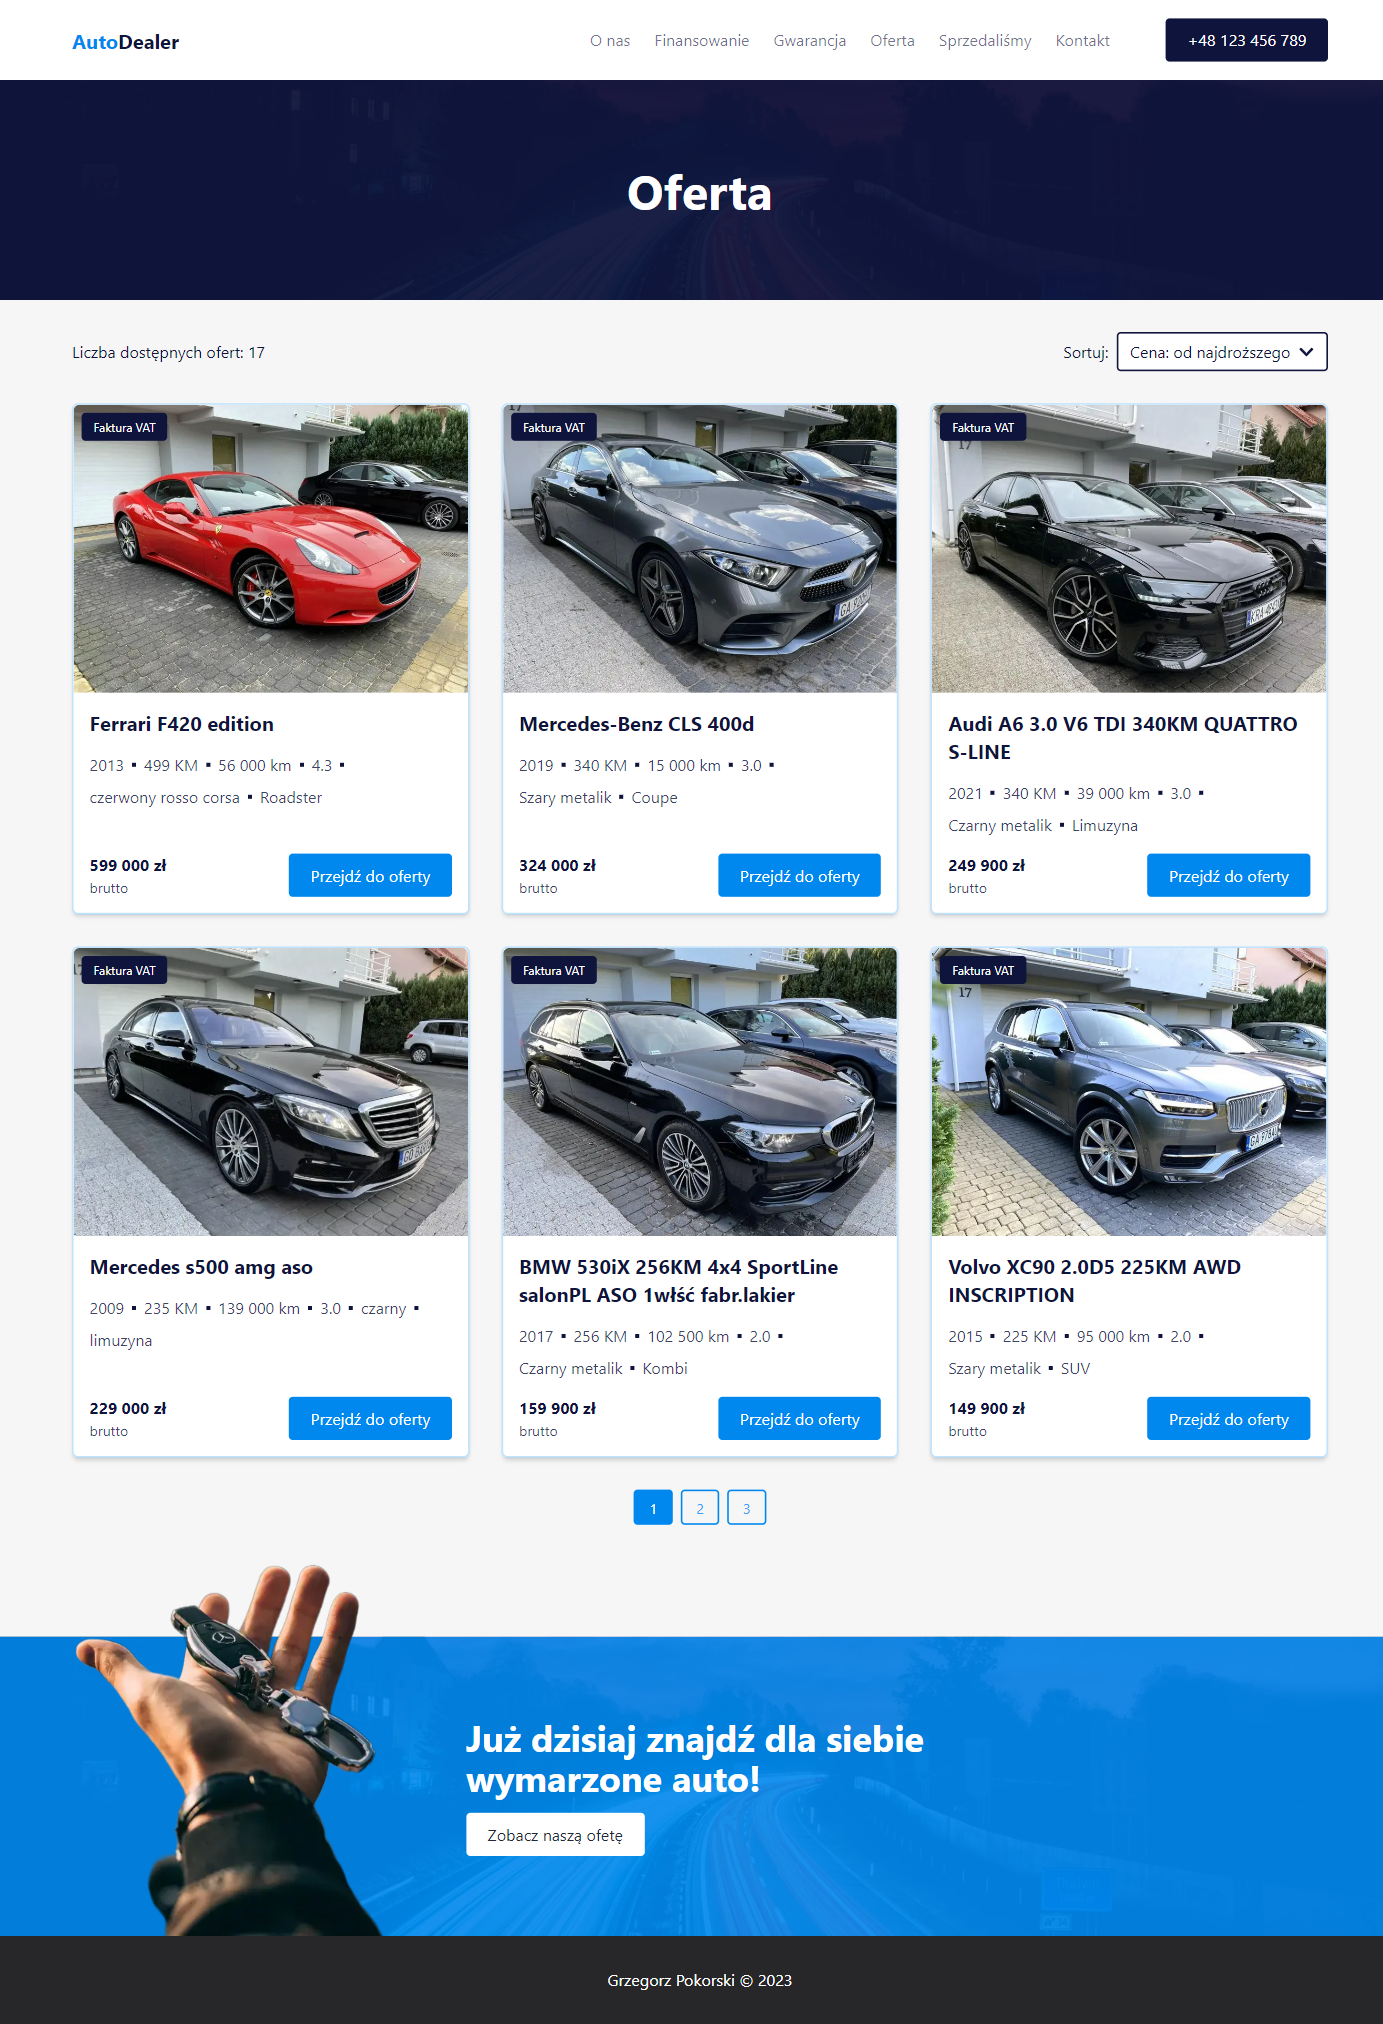 AutoDealer
O nas
Finansowanie
Gwarancja
Oferta
Sprzedaliśmy
Kontakt
+48 123 456 789
Oferta
Liczba dostępnych ofert: 17
Sortuj:
Cena: od najdroższego
Faktura VAT
Ferrari F420 edition
2013 ▪ 499 KM ▪ 56 000 km ▪ 4.3 ▪
czerwony rosso corsa ▪ Roadster
599 000 zł
brutto
Przejdź do oferty
17
Faktura VAT
Mercedes-Benz CLS 400d
2019 ▪ 340 KM ▪ 15 000 km ▪ 3.0 ▪
Szary metalik ▪ Coupe
324 000 zł
brutto
Przejdź do oferty
Faktura VAT
17
Audi A6 3.0 V6 TDI 340KM QUATTRO
S-LINE
2021 ▪ 340 KM ▪ 39 000 km ▪ 3.0 ▪
Czarny metalik ▪ Limuzyna
249 900 zł
brutto
Przejdź do oferty
Faktura VAT
Mercedes s500 amg aso
2009 ▪ 235 KM ▪ 139 000 km ▪ 3.0 ▪ czarny ▪
limuzyna
229 000 zł
brutto
Przejdź do oferty
Faktura VAT
BMW 530iX 256KM 4x4 SportLine
salonPL ASO 1włść fabr.lakier
2017 ▪ 256 KM ▪ 102 500 km ▪ 2.0 ▪
Czarny metalik ▪ Kombi
159 900 zł
brutto
Przejdź do oferty
Faktura VAT
17
Volvo XC90 2.0D5 225KM AWD
INSCRIPTION
2015 ▪ 225 KM ▪ 95 000 km ▪ 2.0 ▪
Szary metalik ▪ SUV
149 900 zł
brutto
Przejdź do oferty
1
2
3
Już dzisiaj znajdź dla siebie
wymarzone auto!
Zobacz naszą ofetę
Grzegorz Pokorski © 2023